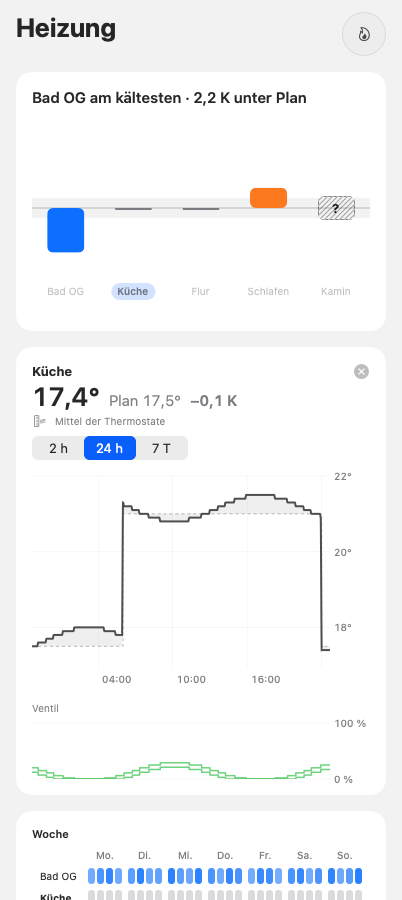 Heizung
Bad OG am kältesten · 2,2 K unter Plan
?
Bad OG Küche Flur Schlafen Kamin
Küche
17,4° Plan 17,5° −0,1 K
Mittel der Thermostate
2 h 24 h 7 T
22°
20°
18°
04:00 10:00 16:00
Ventil
100 %
0 %
Woche
Mo. Di. Mi. Do. Fr. Sa. So.
Bad OG
Küche